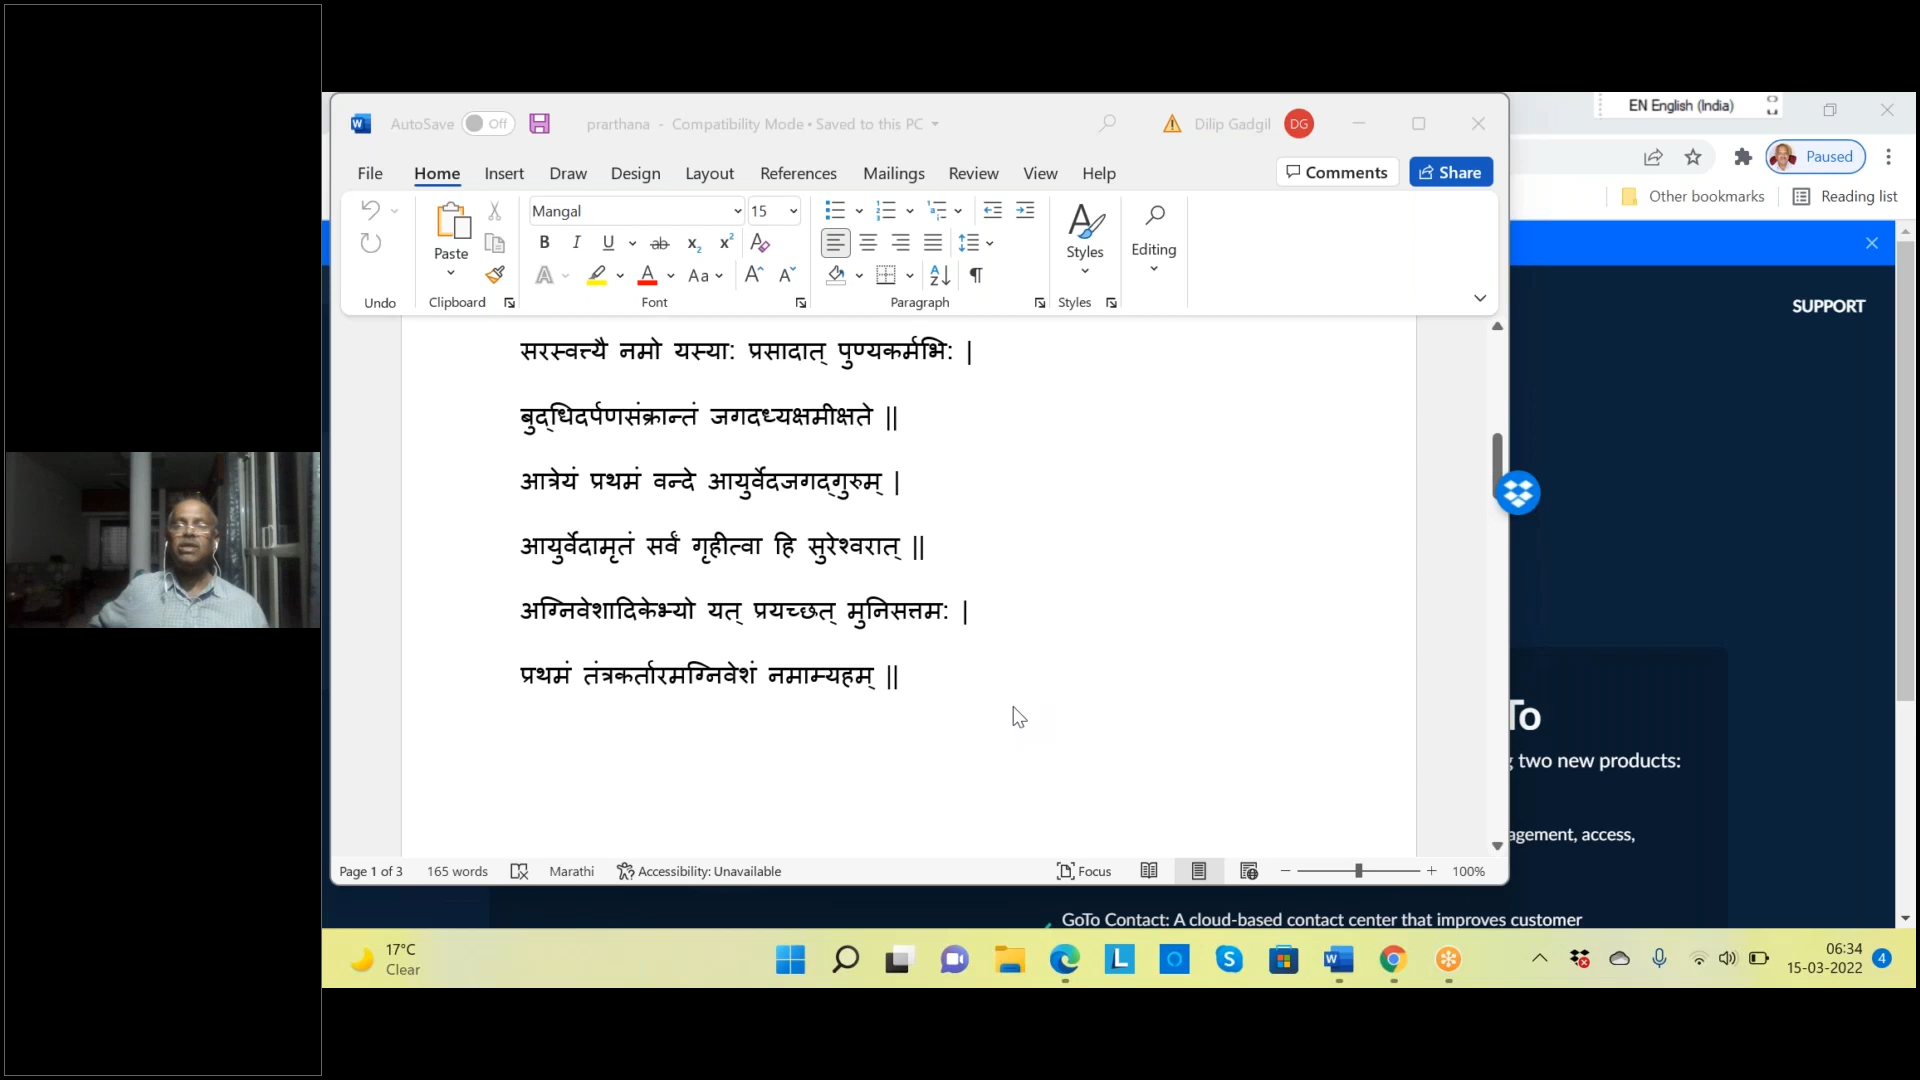 EN English (India)
W AutoSave Off prarthana - Compatibility Mode • Saved to this PC Dilip Gadgil DG
Paused
File Home Insert Draw Design Layout References Mailings Review View Help Comments Share
Other bookmarks Reading list
Mangal 15
Paste
Styles
Editing
Undo Clipboard Font Paragraph Styles
SUPPORT
सरस्वत्यै नमो यस्या: प्रसादात् पुण्यकर्मभि: |
बुद्धिदर्पणसंक्रान्तं जगदध्यक्षमीक्षते ||
आत्रेयं प्रथमं वन्दे आयुर्वेदजगद्गुरुम् |
आयुर्वेदामृतं सर्वं गृहीत्वा हि सुरेश्वरात् ||
अग्निवेशादिकेभ्यो यत् प्रयच्छत् मुनिसत्तम: |
प्रथमं तंत्रकर्तारमग्निवेशं नमाम्यहम् ||
To
two new products:
agement, access,
Page 1 of 3 165 words Marathi Accessibility: Unavailable Focus 100%
GoTo Contact: A cloud-based contact center that improves customer
17°C
Clear
06:34
15-03-2022
4